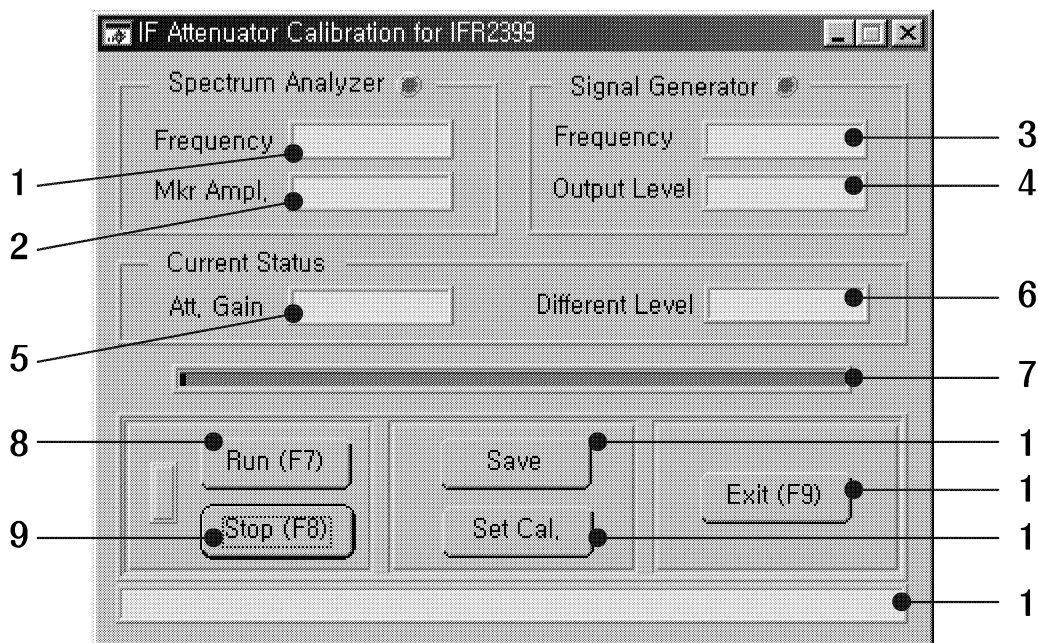 IF Attenuator Calibration for IFR2399
Spectrum Analyzer
Signal Generator
Frequency
Frequency
3
1
Mkr Ampl.
Output Level
4
2
Current Status
Att. Gain
Different Level
6
5
7
8
Run (F7)
Save
1
Exit (F9)
1
9
Stop (F8)
Set Cal.
1
1